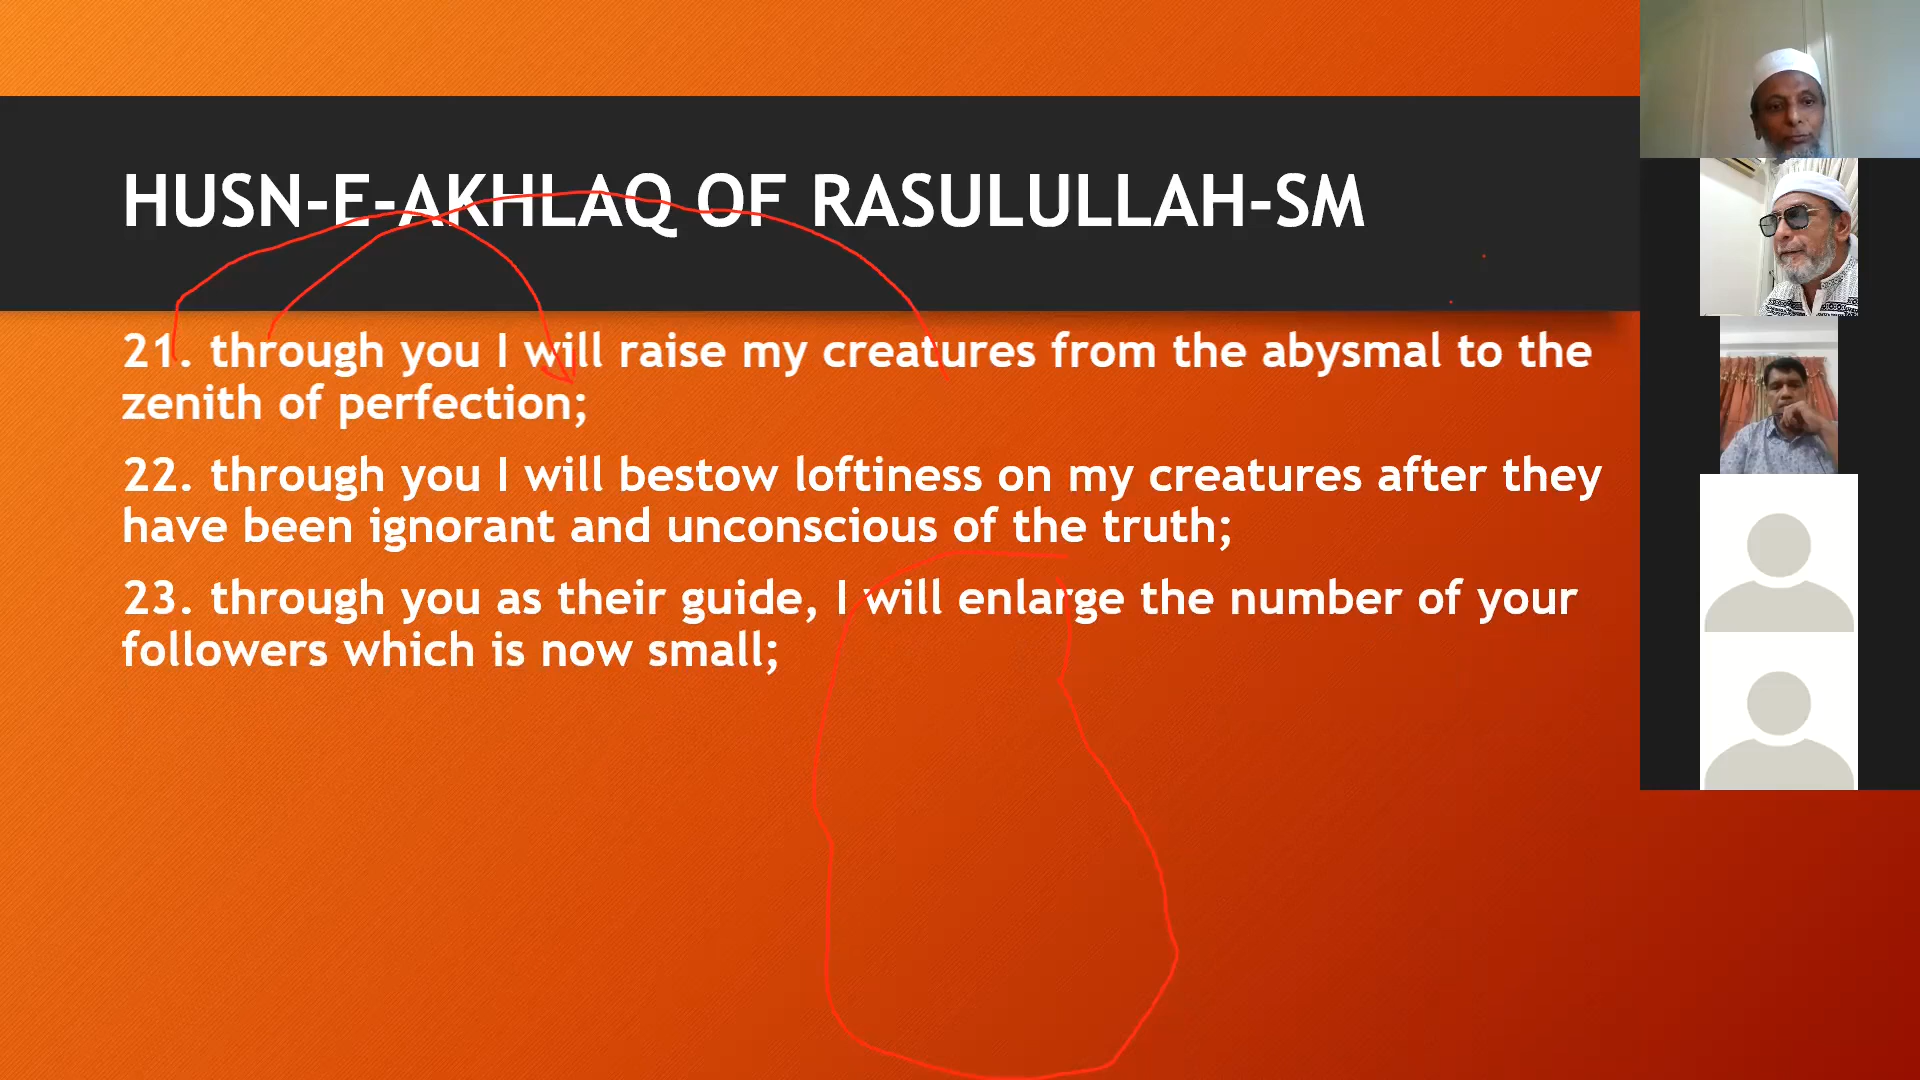 HUSN-E-AKHLAQ OF RASULULLAH-SM
21. through you I will raise my creatures from the abysmal to the
zenith of perfection;
22. through you I will bestow loftiness on my creatures after they
have been ignorant and unconscious of the truth;
23. through you as their guide, I will enlarge the number of your
followers which is now small;